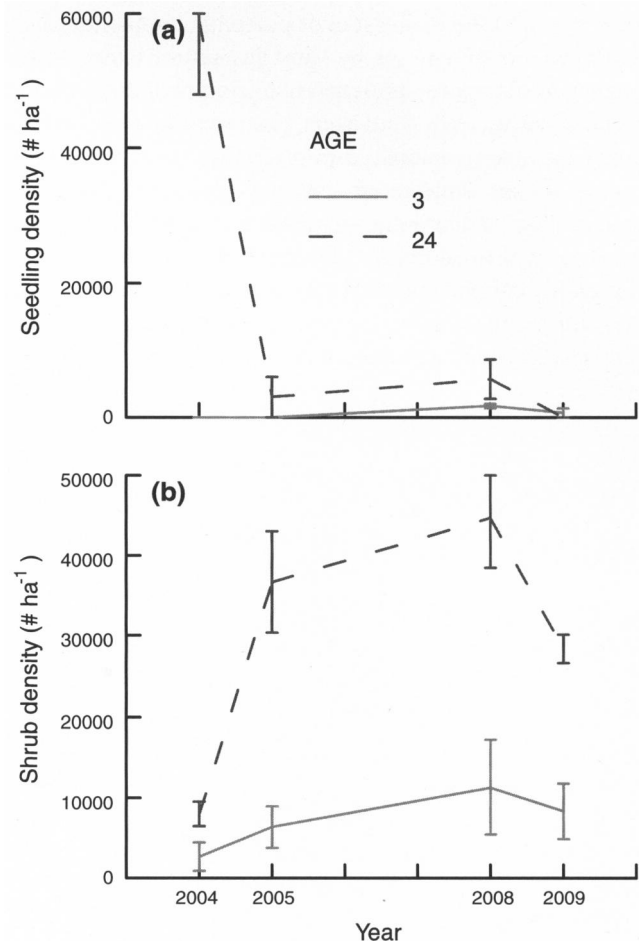 (a)
60000
40000
20000
0
Seedling density (# ha⁻¹)
AGE
3
24
(b)
50000
40000
30000
20000
10000
0
Shrub density (# ha⁻¹)
2004 2005 2008 2009
Year